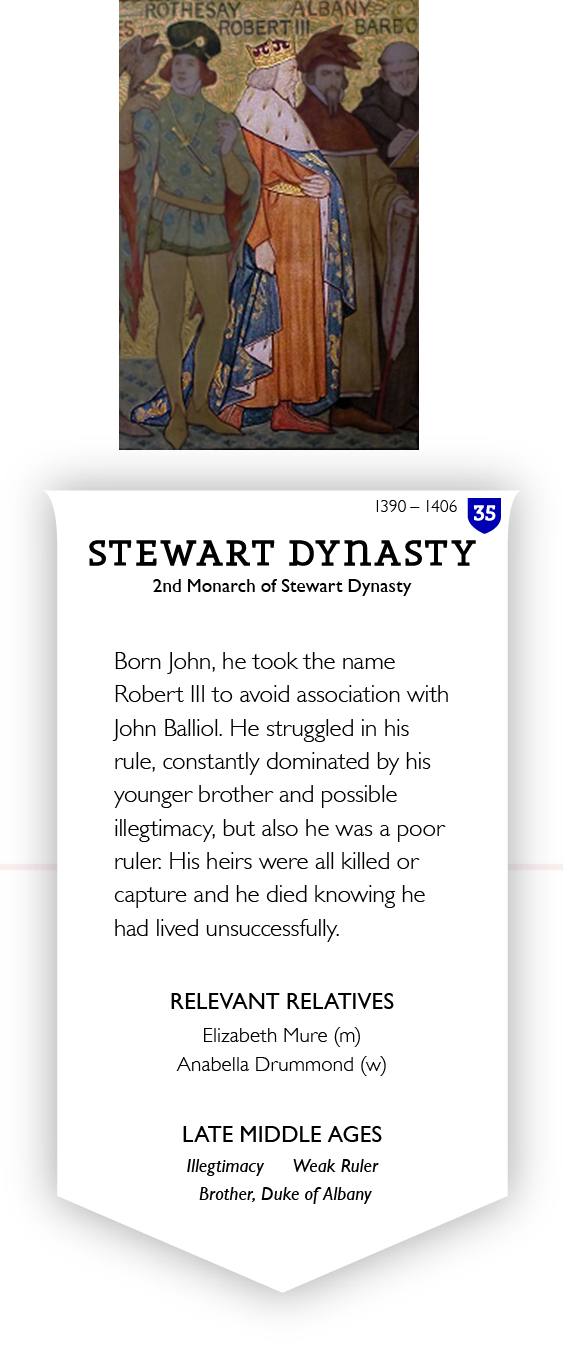 ROTHESAY ALBANY
ES ROBERT III BARBO
1390 – 1406 35
STEWART DYNASTY
2nd Monarch of Stewart Dynasty
Born John, he took the name
Robert III to avoid association with
John Balliol. He struggled in his
rule, constantly dominated by his
younger brother and possible
illegtimacy, but also he was a poor
ruler. His heirs were all killed or
capture and he died knowing he
had lived unsuccessfully.
RELEVANT RELATIVES
Elizabeth Mure (m)
Anabella Drummond (w)
LATE MIDDLE AGES
Illegtimacy Weak Ruler
Brother, Duke of Albany